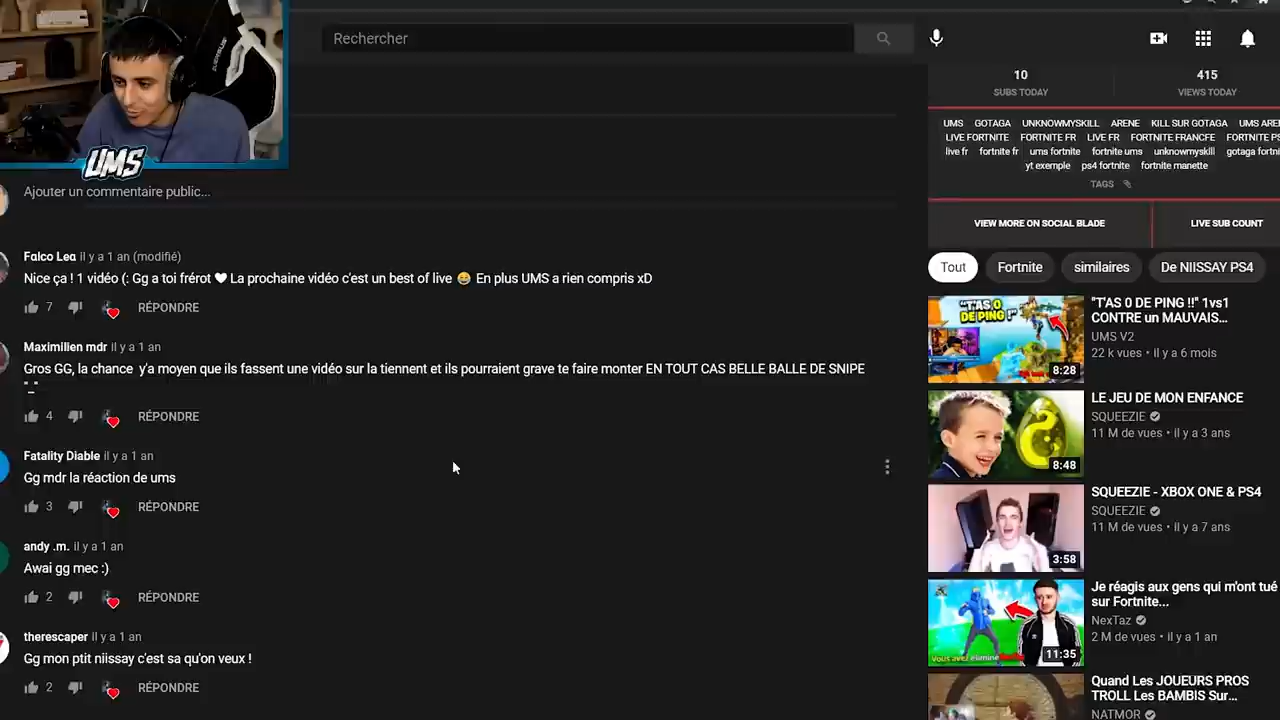 Rechercher
UMS
Ajouter un commentaire public...
Falco Lea il y a 1 an (modifié)
Nice ça ! 1 vidéo (: Gg a toi frérot ❤ La prochaine vidéo c'est un best of live 😂 En plus UMS a rien compris xD
7 RÉPONDRE
Maximilien mdr il y a 1 an
Gros GG, la chance y'a moyen que ils fassent une vidéo sur la tiennent et ils pourraient grave te faire monter EN TOUT CAS BELLE BALLE DE SNIPE
4 RÉPONDRE
Fatality Diable il y a 1 an
Gg mdr la réaction de ums
3 RÉPONDRE
andy .m. il y a 1 an
Awai gg mec :)
2 RÉPONDRE
therescaper il y a 1 an
Gg mon ptit niissay c'est sa qu'on veux !
2 RÉPONDRE
10 415
SUBS TODAY VIEWS TODAY
UMS GOTAGA UNKNOWMYSKILL ARENE KILL SUR GOTAGA UMS
LIVE FORTNITE FORTNITE FR LIVE FR FORTNITE FRANCFE FORTNITE
live fr fortnite fr ums fortnite fortnite ums unknowmyskill gotaga
yt exemple ps4 fortnite fortnite manette
TAGS
VIEW MORE ON SOCIAL BLADE LIVE SUB COUNT
Tout Fortnite similaires De NIISSAY PS4
"T'AS 0 DE PING !"
8:28
"T'AS 0 DE PING !!" 1vs1
CONTRE un MAUVAIS...
UMS V2
22 k vues • il y a 6 mois
8:48
LE JEU DE MON ENFANCE
SQUEEZIE
11 M de vues • il y a 3 ans
3:58
SQUEEZIE - XBOX ONE & PS4
SQUEEZIE
11 M de vues • il y a 7 ans
Vous avez éliminé
11:35
Je réagis aux gens qui m'ont tué
sur Fortnite...
NexTaz
2 M de vues • il y a 1 an
Quand Les JOUEURS PROS
TROLL Les BAMBIS Sur...
NATMOR